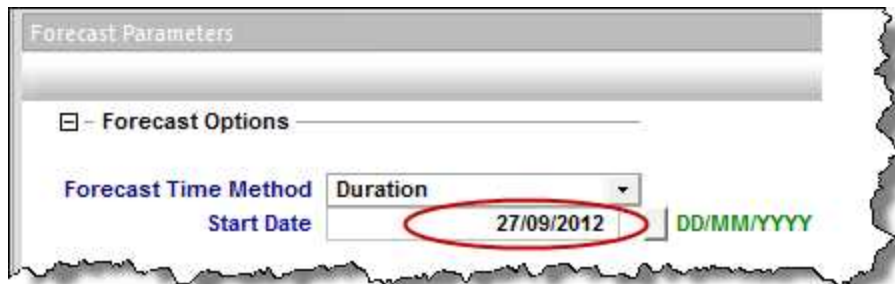 Forecast Parameters
Forecast Options
Forecast Time Method Duration
Start Date 27/09/2012 DD/MM/YYYY